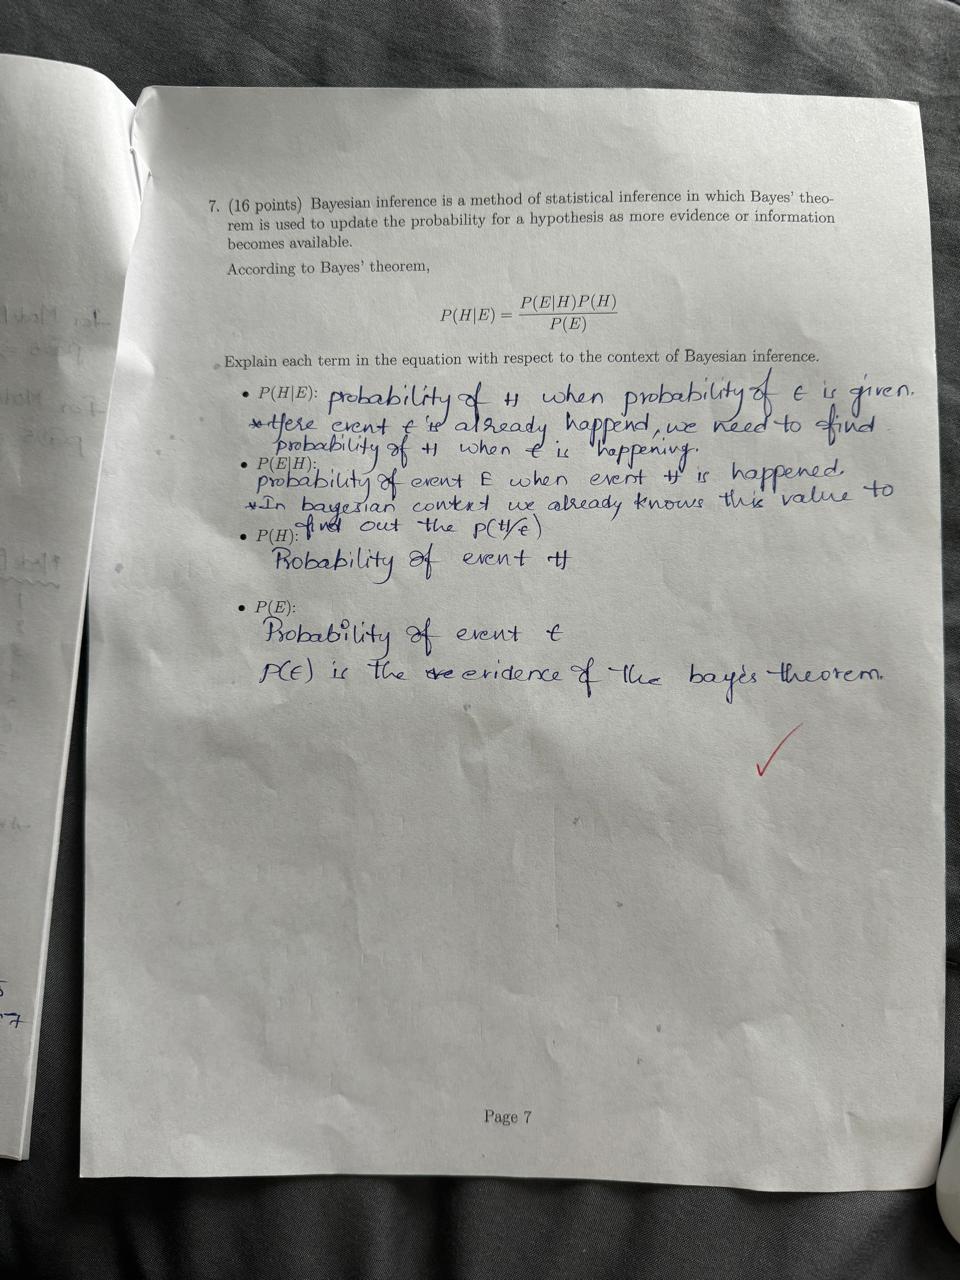 7. (16 points) Bayesian inference is a method of statistical inference in which Bayes' theo-
rem is used to update the probability for a hypothesis as more evidence or information
becomes available.
According to Bayes' theorem,
P(H|E) = P(E|H)P(H) / P(E)
Explain each term in the equation with respect to the context of Bayesian inference.
• P(H|E): probability of H when probability of E is given.
* Here event E is already happend, we need to find
probability of H when E is happening.
• P(E|H):
probability of event E when event H is happened.
* In bayesian context we already knows this value to
find out the P(H/E)
• P(H):
Probability of event H
• P(E):
Probability of event E
P(E) is the evidence of the baye's theorem.
Page 7
5
7